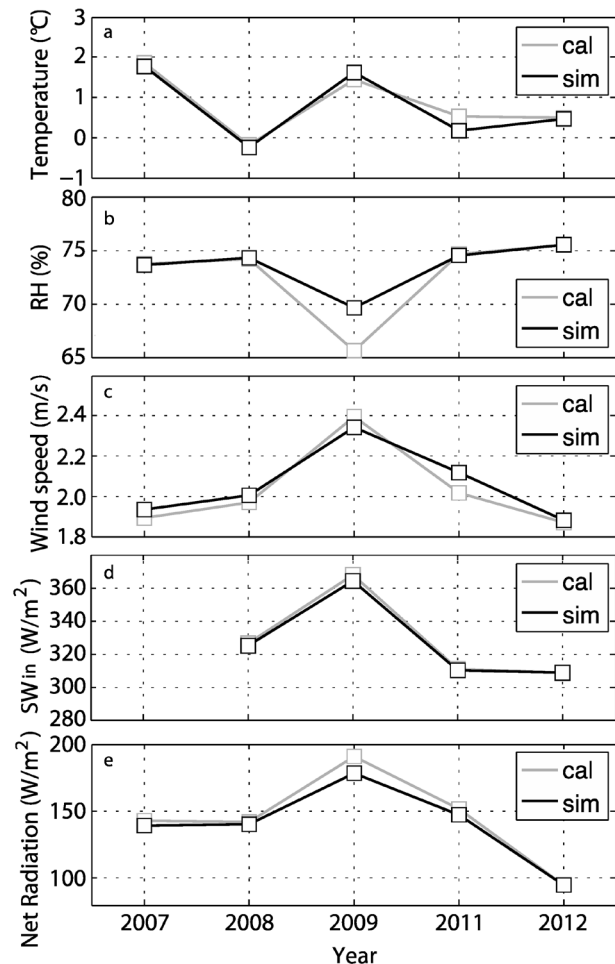 Temperature (℃)
3
2
1
0
−1
a
cal
sim
RH (%)
80
75
70
65
b
cal
sim
Wind speed (m/s)
2.4
2.2
2.0
1.8
c
cal
sim
SWin (W/m²)
360
340
320
300
280
d
cal
sim
Net Radiation (W/m²)
200
150
100
e
cal
sim
2007 2008 2009 2011 2012
Year